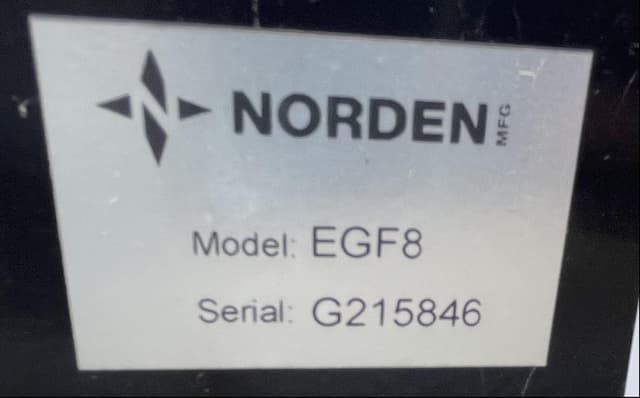 NORDEN MFG
Model: EGF8
Serial: G215846